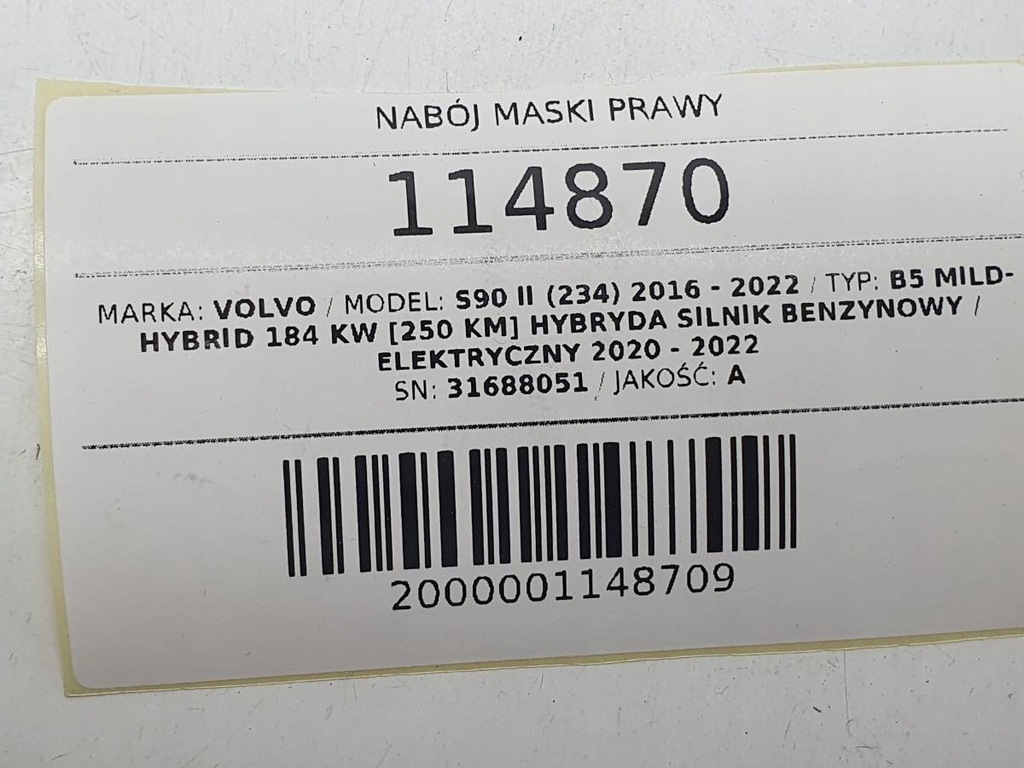 NABÓJ MASKI PRAWY
114870
MARKA: VOLVO / MODEL: S90 II (234) 2016 - 2022 / TYP: B5 MILD-
HYBRID 184 KW [250 KM] HYBRYDA SILNIK BENZYNOWY /
ELEKTRYCZNY 2020 - 2022
SN: 31688051 / JAKOŚĆ: A
2000001148709